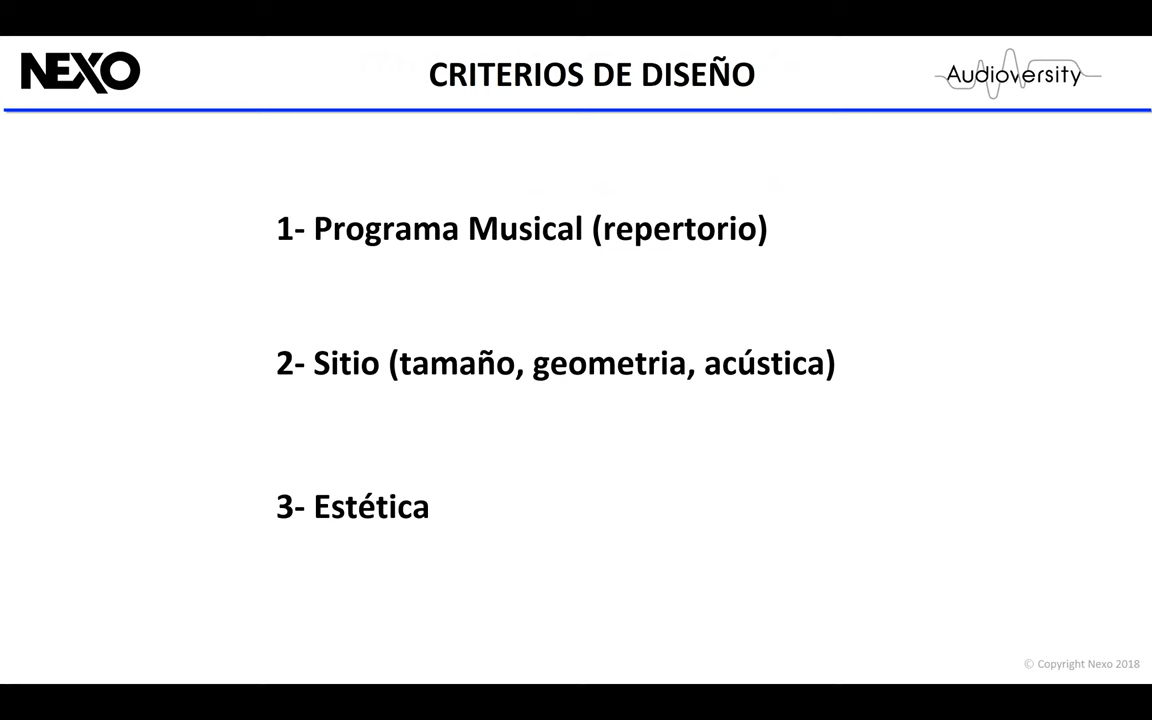 NEXO
CRITERIOS DE DISEÑO
Audioversity
1- Programa Musical (repertorio)
2- Sitio (tamaño, geometria, acústica)
3- Estética
© Copyright Nexo 2018